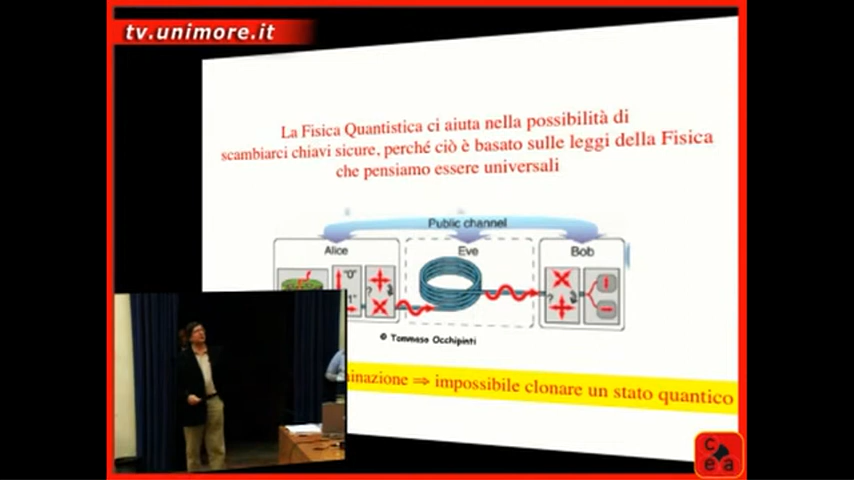 tv.unimore.it
La Fisica Quantistica ci aiuta nella possibilità di
scambiarci chiavi sicure, perché ciò è basato sulle leggi della Fisica
che pensiamo essere universali
Public channel
Alice
Eve
Bob
"0"
"1"
?
?
© Tommaso Occhipinti
inazione ⇒ impossibile clonare un stato quantico
c
e a